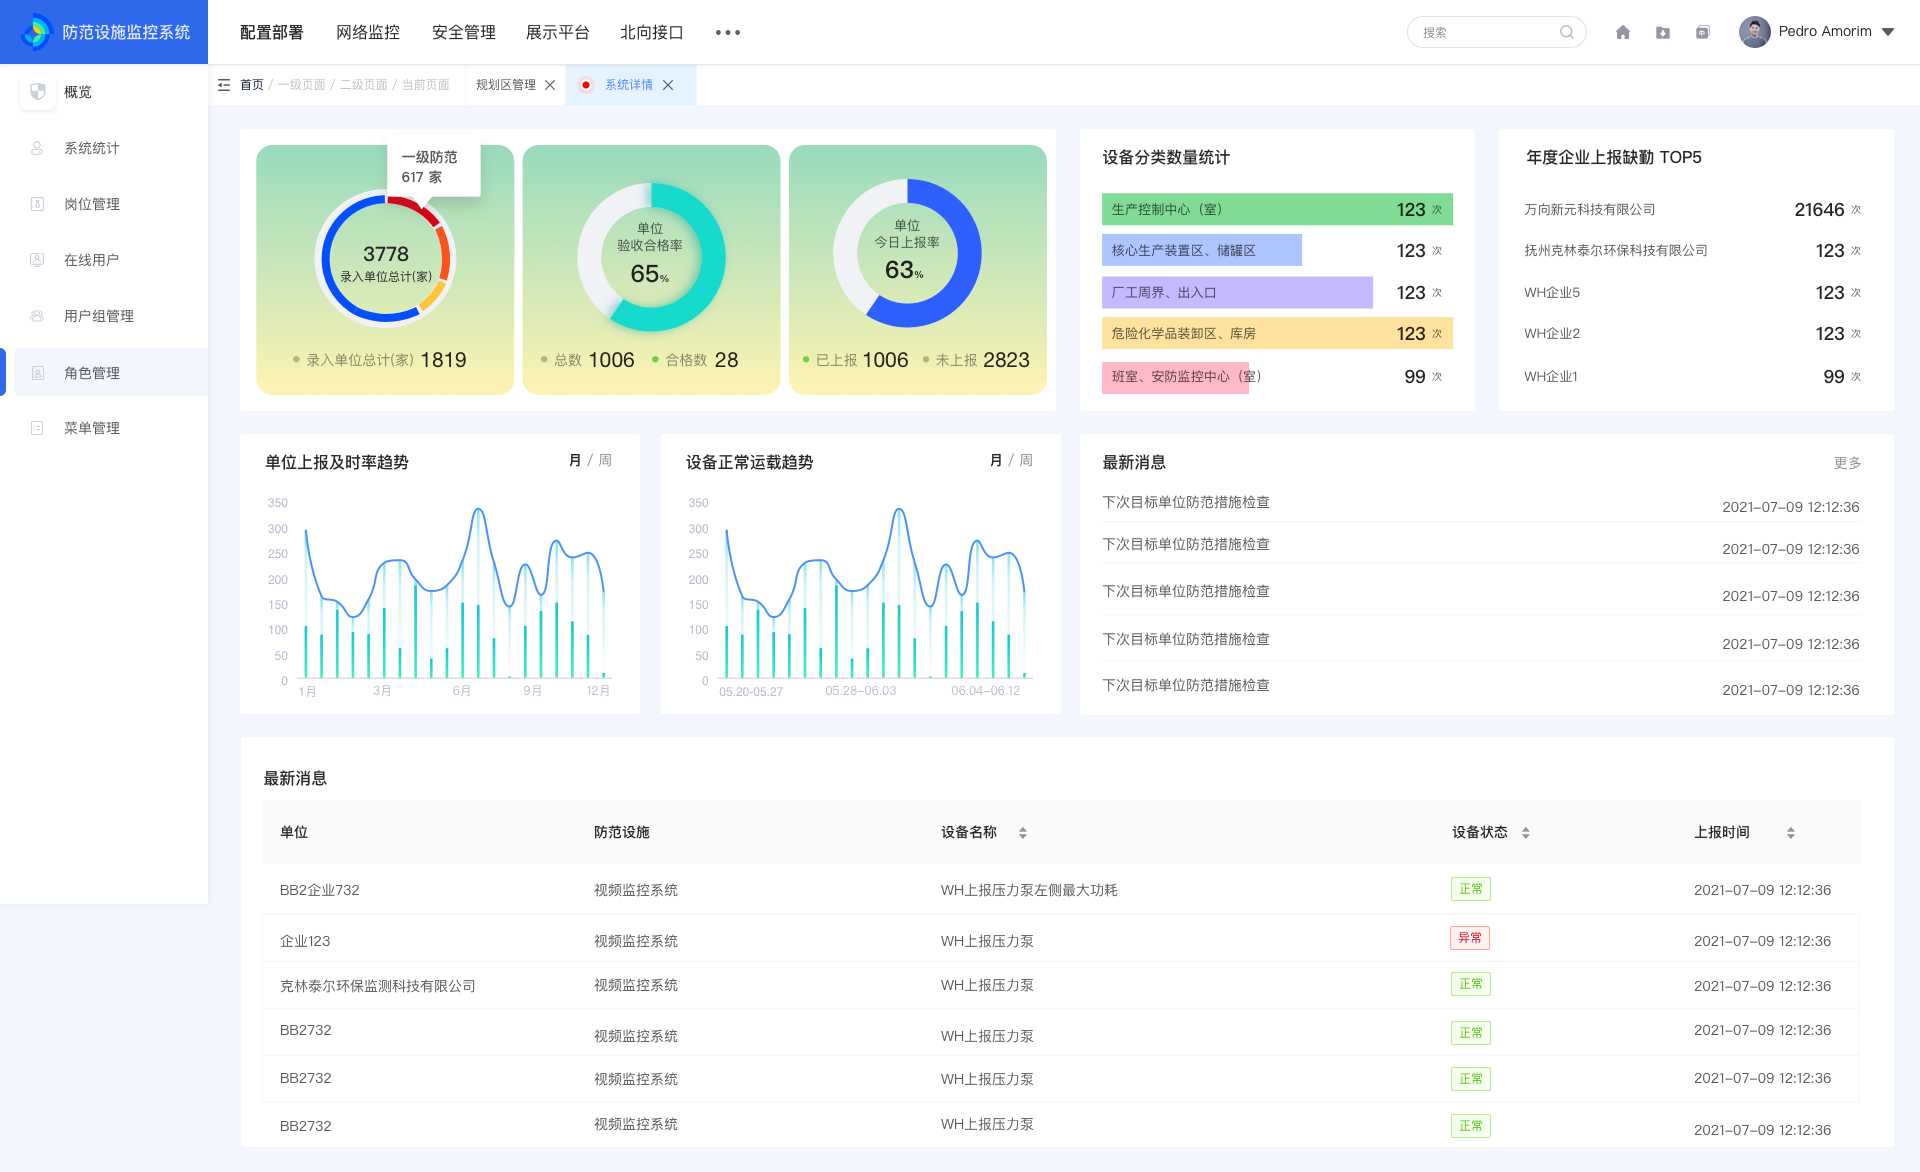 防范设施监控系统
配置部署 网络监控 安全管理 展示平台 北向接口
搜索
Pedro Amorim
首页 / 一级页面 / 二级页面 / 当前页面
规划区管理
系统详情
概览
系统统计
岗位管理
在线用户
用户组管理
角色管理
菜单管理
一级防范
617 家
3778
录入单位总计(家)
录入单位总计(家) 1819
单位
验收合格率
65%
总数 1006 合格数 28
单位
今日上报率
63%
已上报 1006 未上报 2823
设备分类数量统计
生产控制中心（室） 123 次
核心生产装置区、储罐区 123 次
厂工周界、出入口 123 次
危险化学品装卸区、库房 123 次
班室、安防监控中心（室） 99 次
年度企业上报缺勤 TOP5
万向新元科技有限公司 21646 次
抚州克林泰尔环保科技有限公司 123 次
WH企业5 123 次
WH企业2 123 次
WH企业1 99 次
单位上报及时率趋势 月 / 周
350
300
250
200
150
100
50
0
1月 3月 6月 9月 12月
设备正常运载趋势 月 / 周
350
300
250
200
150
100
50
0
05.20-05.27 05.28-06.03 06.04-06.12
最新消息 更多
下次目标单位防范措施检查 2021-07-09 12:12:36
下次目标单位防范措施检查 2021-07-09 12:12:36
下次目标单位防范措施检查 2021-07-09 12:12:36
下次目标单位防范措施检查 2021-07-09 12:12:36
下次目标单位防范措施检查 2021-07-09 12:12:36
最新消息
单位 防范设施 设备名称 设备状态 上报时间
BB2企业732 视频监控系统 WH上报压力泵左侧最大功耗 正常 2021-07-09 12:12:36
企业123 视频监控系统 WH上报压力泵 异常 2021-07-09 12:12:36
克林泰尔环保监测科技有限公司 视频监控系统 WH上报压力泵 正常 2021-07-09 12:12:36
BB2732 视频监控系统 WH上报压力泵 正常 2021-07-09 12:12:36
BB2732 视频监控系统 WH上报压力泵 正常 2021-07-09 12:12:36
BB2732 视频监控系统 WH上报压力泵 正常 2021-07-09 12:12:36